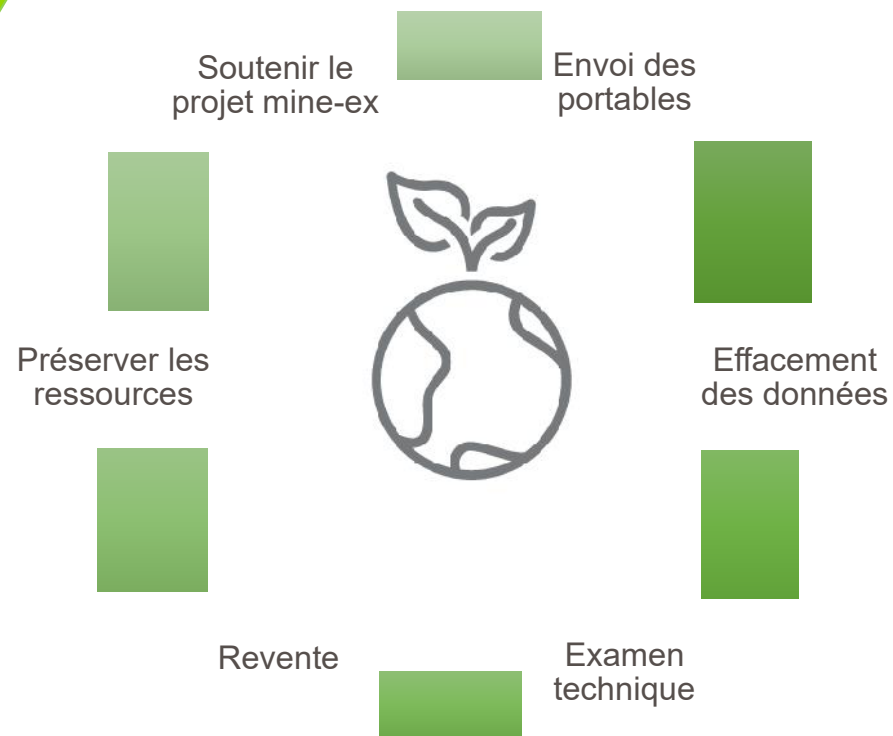 Soutenir le
projet mine-ex
Envoi des
portables
Préserver les
ressources
Effacement
des données
Revente
Examen
technique